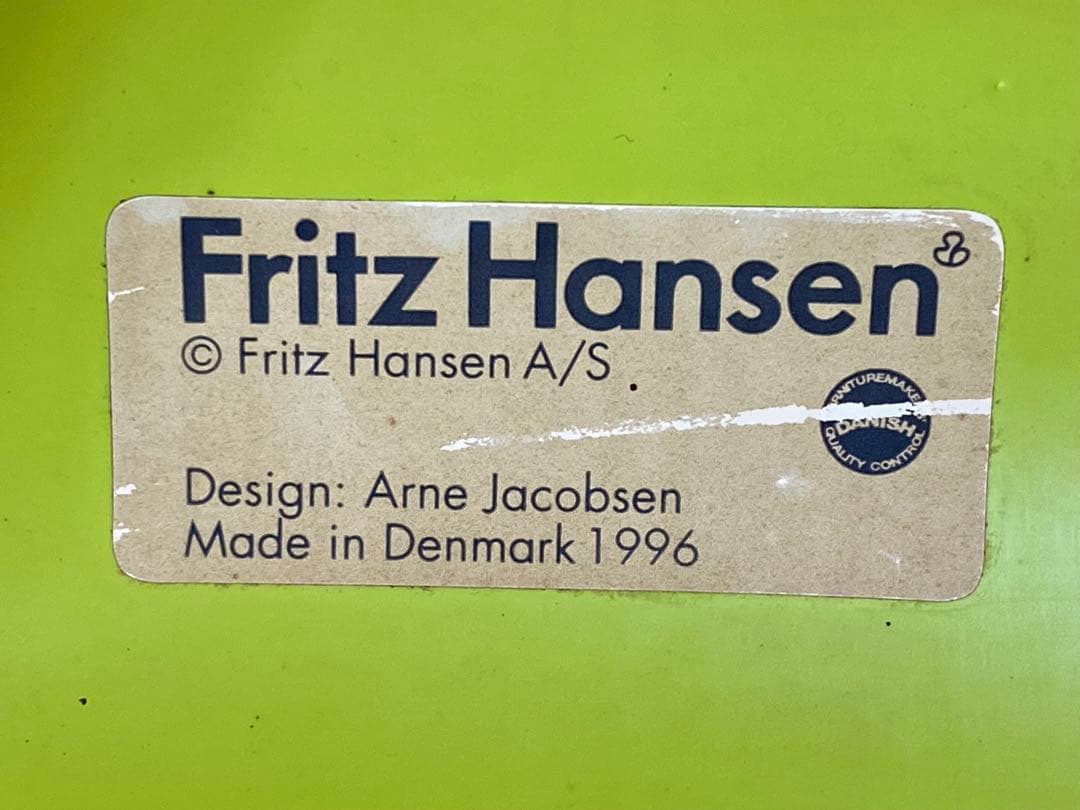 Fritz Hansen
© Fritz Hansen A/S
DANISH
QUALITY CONTROL
Design: Arne Jacobsen
Made in Denmark 1996